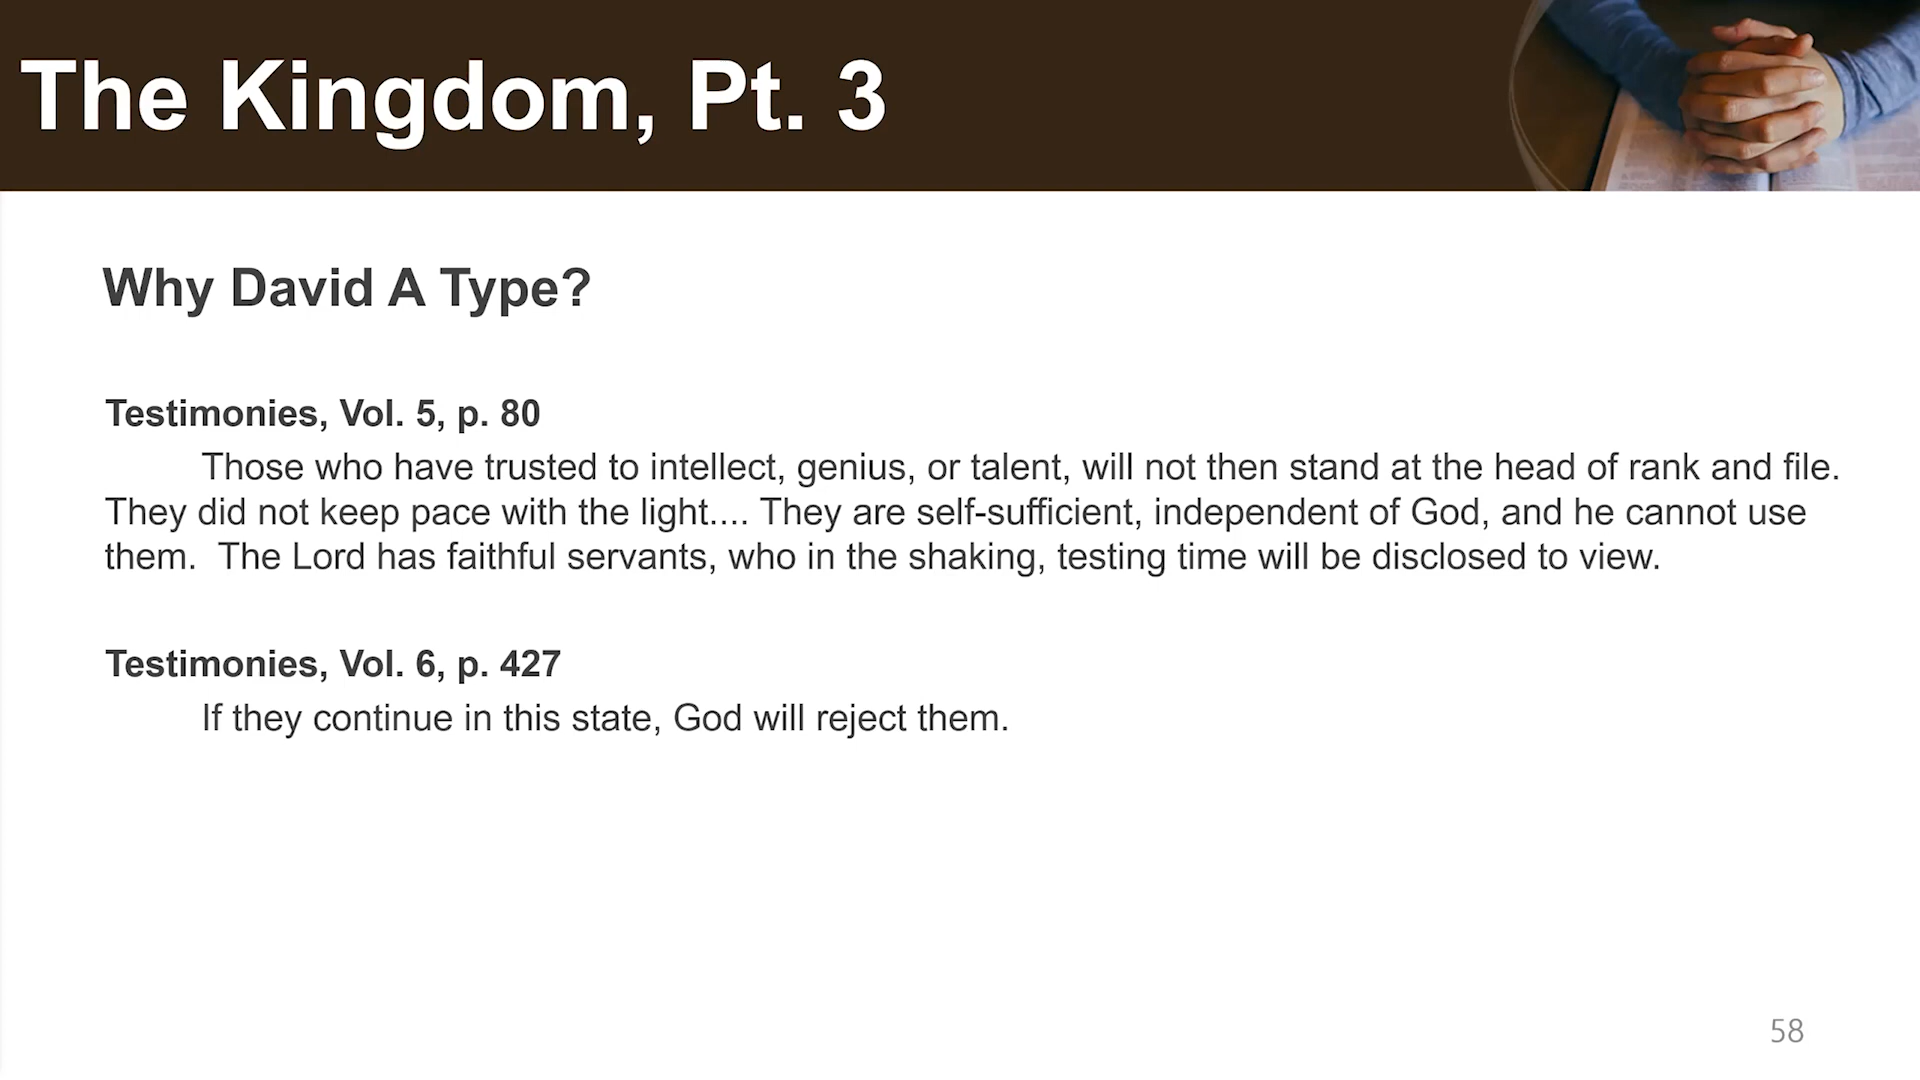 The Kingdom, Pt. 3
Why David A Type?
Testimonies, Vol. 5, p. 80
Those who have trusted to intellect, genius, or talent, will not then stand at the head of rank and file.
They did not keep pace with the light.... They are self-sufficient, independent of God, and he cannot use
them.  The Lord has faithful servants, who in the shaking, testing time will be disclosed to view.
Testimonies, Vol. 6, p. 427
If they continue in this state, God will reject them.
58